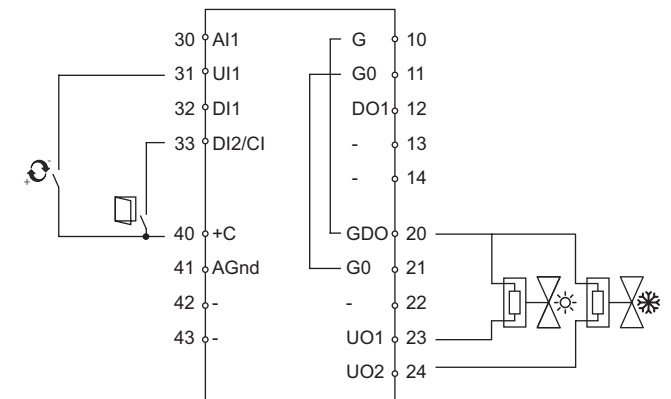 30 AI1 G 10
31 UI1 G0 11
32 DI1 DO1 12
33 DI2/CI - 13
- 14
- +
40 +C GDO 20
41 AGnd G0 21
42 - - 22
43 - UO1 23
UO2 24